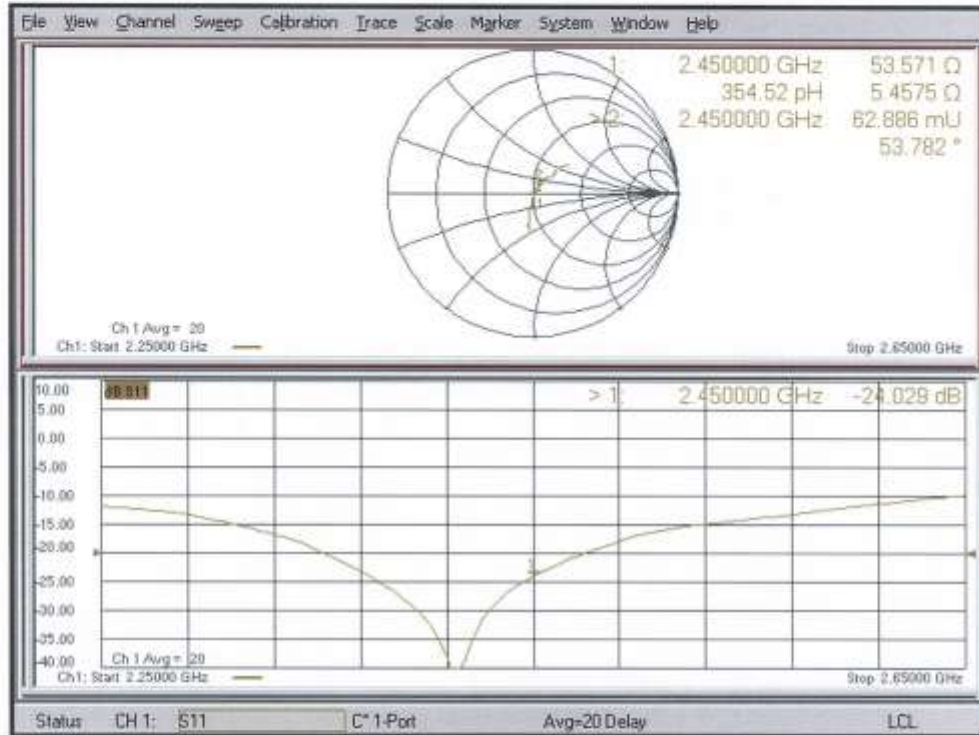 File View Channel Sweep Calibration Trace Scale Marker System Window Help
1: 2.450000 GHz 53.571 Ω
354.52 pH 5.4575 Ω
> 2: 2.450000 GHz 62.886 mU
53.782 °
Ch 1 Avg = 20
Ch1: Start 2.25000 GHz Stop 2.65000 GHz
10.00 dB S11 > 1: 2.450000 GHz -24.029 dB
5.00
0.00
-5.00
-10.00
-15.00
-20.00
-25.00
-30.00
-35.00
-40.00 Ch 1 Avg = 20
Ch1: Start 2.25000 GHz Stop 2.65000 GHz
Status CH 1: S11 C* 1-Port Avg=20 Delay LCL